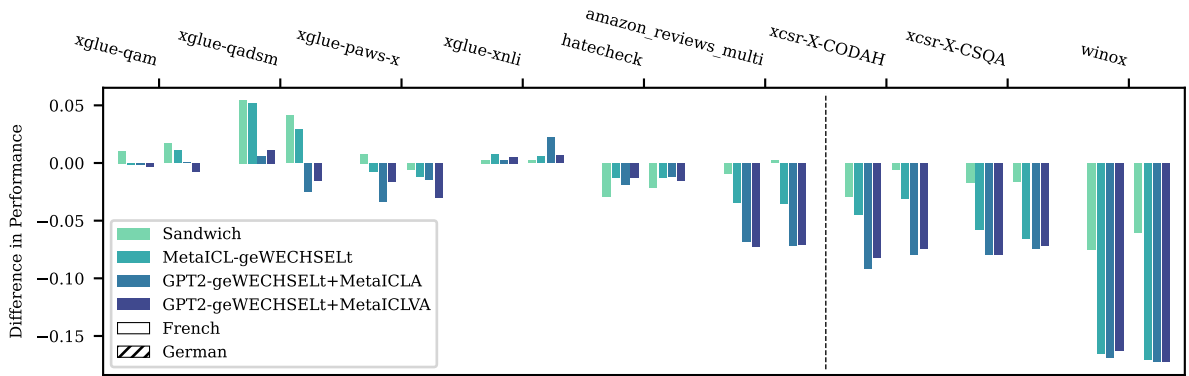 xglue-qam
xglue-qadsm
xglue-paws-x
xglue-xnli
hatecheck
amazon_reviews_multi
xcsr-X-CODAH
xcsr-X-CSQA
winox
Difference in Performance
0.05
0.00
−0.05
−0.10
−0.15
Sandwich
MetaICL-geWECHSELt
GPT2-geWECHSELt+MetaICLA
GPT2-geWECHSELt+MetaICLVA
French
German